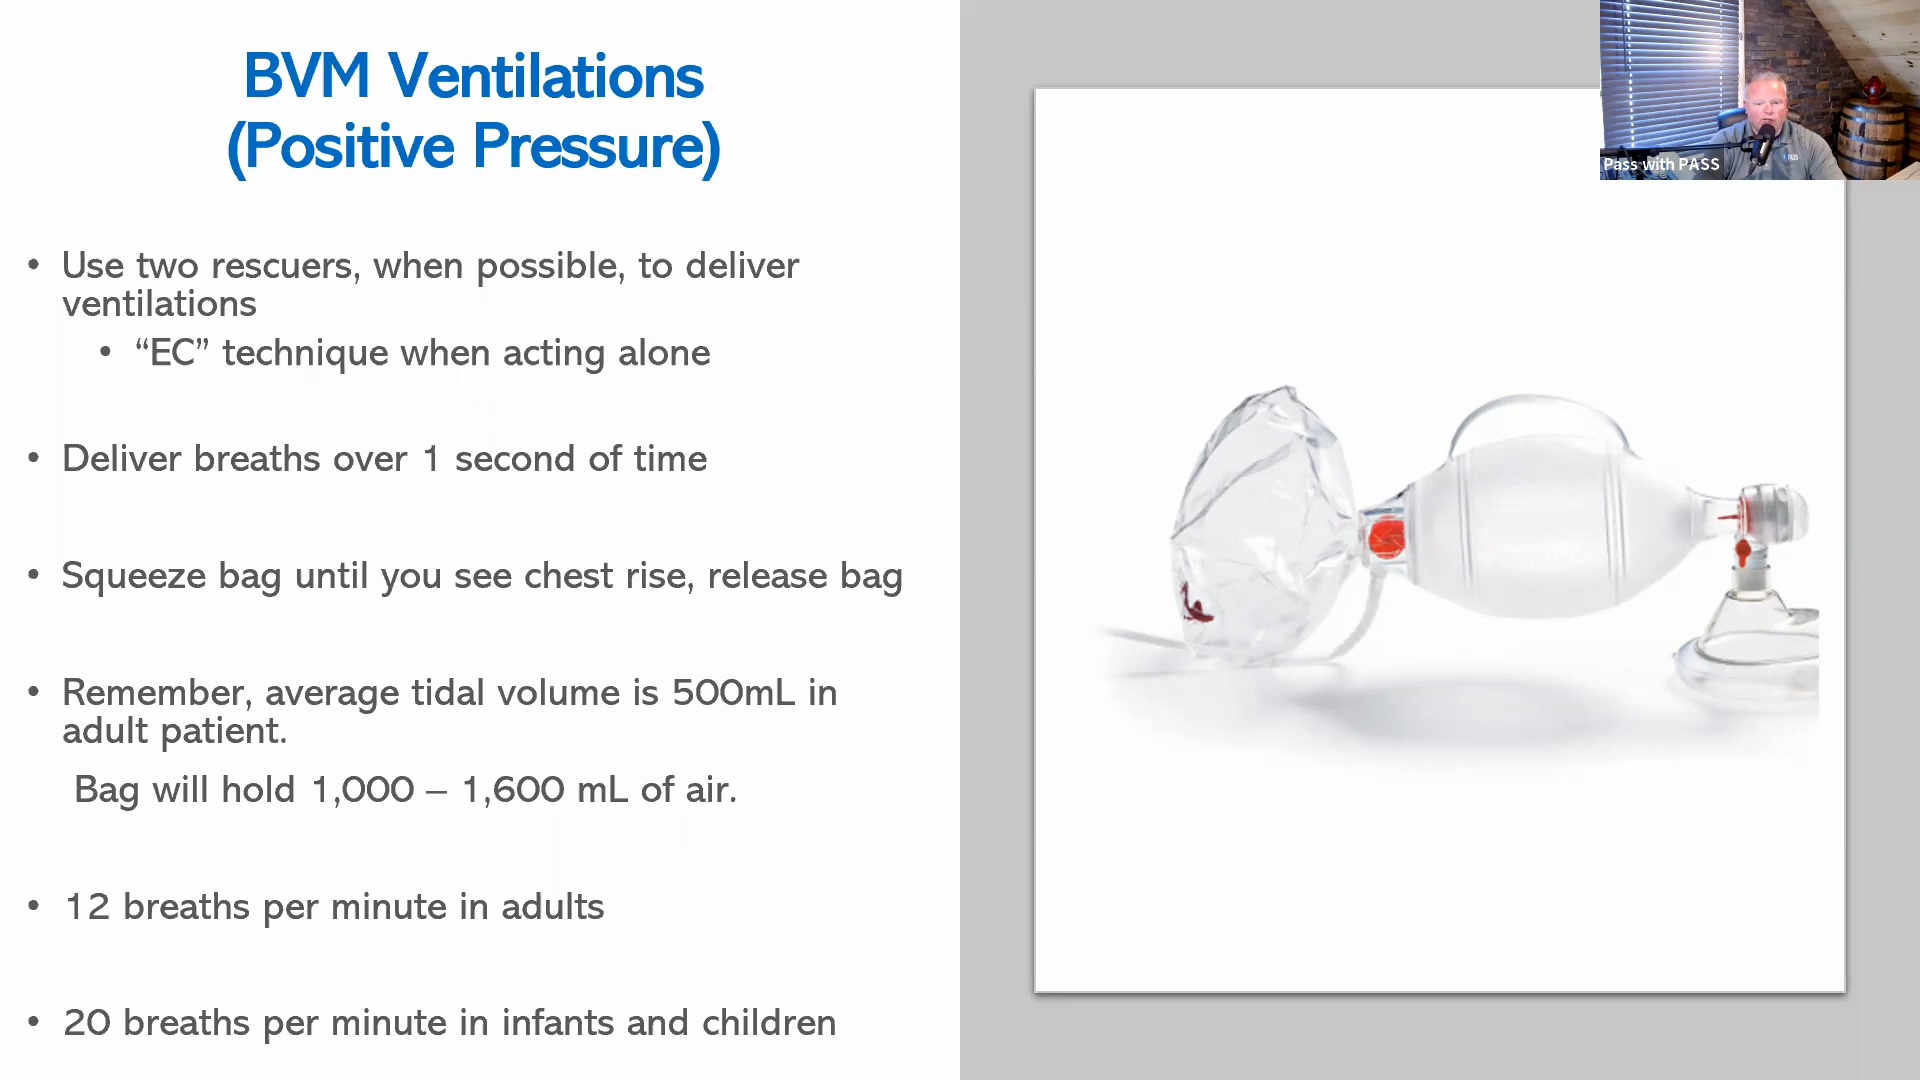 BVM Ventilations
(Positive Pressure)
• Use two rescuers, when possible, to deliver
ventilations
• “EC” technique when acting alone
• Deliver breaths over 1 second of time
• Squeeze bag until you see chest rise, release bag
• Remember, average tidal volume is 500mL in
adult patient.
Bag will hold 1,000 – 1,600 mL of air.
• 12 breaths per minute in adults
• 20 breaths per minute in infants and children
Pass with PASS